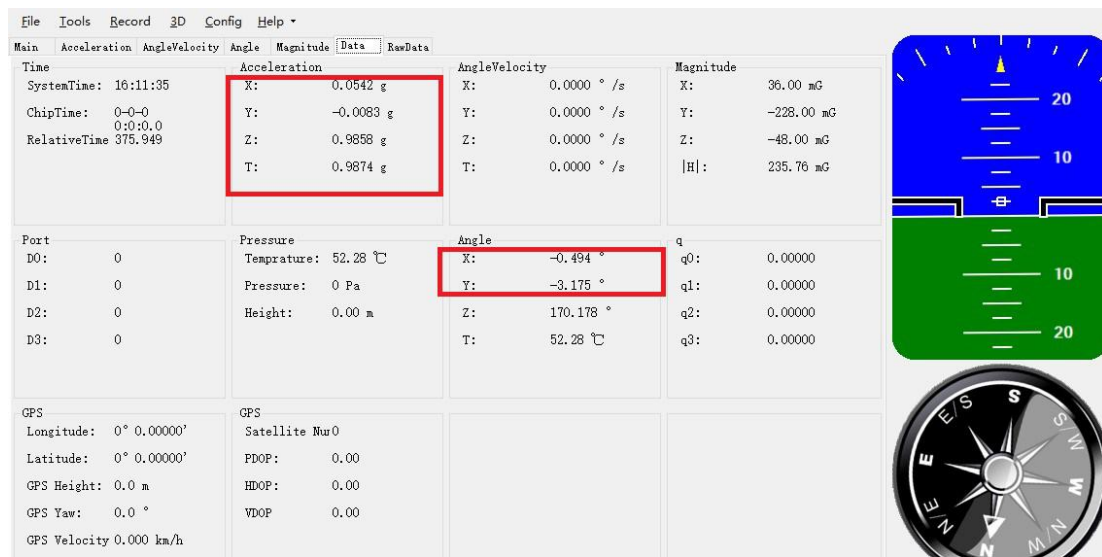 File Tools Record 3D Config Help
Main Acceleration AngleVelocity Angle Magnitude Data RawData
Time
SystemTime: 16:11:35
ChipTime: 0-0-0
0:0:0.0
RelativeTime 375.949
Acceleration
X: 0.0542 g
Y: -0.0083 g
Z: 0.9858 g
T: 0.9874 g
AngleVelocity
X: 0.0000 ° /s
Y: 0.0000 ° /s
Z: 0.0000 ° /s
T: 0.0000 ° /s
Magnitude
X: 36.00 mG
Y: -228.00 mG
Z: -48.00 mG
|H|: 235.76 mG
20
10
10
20
Port
D0: 0
D1: 0
D2: 0
D3: 0
Pressure
Temprature: 52.28 ℃
Pressure: 0 Pa
Height: 0.00 m
Angle
X: -0.494 °
Y: -3.175 °
Z: 170.178 °
T: 52.28 ℃
q
q0: 0.00000
q1: 0.00000
q2: 0.00000
q3: 0.00000
GPS
Longitude: 0° 0.00000'
Latitude: 0° 0.00000'
GPS Height: 0.0 m
GPS Yaw: 0.0 °
GPS Velocity 0.000 km/h
GPS
Satellite Nur0
PDOP: 0.00
HDOP: 0.00
VDOP 0.00
S
S/W
W
N/W
N
N/E
E
E/S